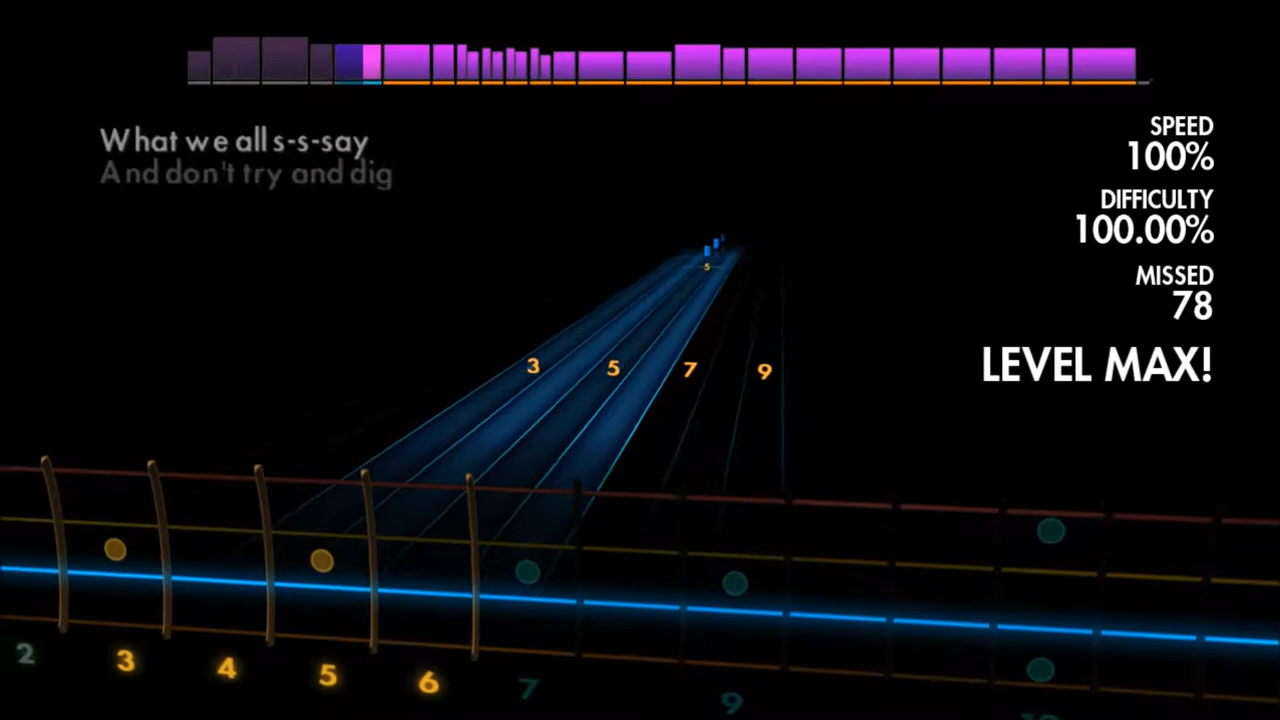 What we all s-s-say
And don't try and dig
SPEED
100%
DIFFICULTY
100.00%
MISSED
78
LEVEL MAX!
5
3 5 7 9
2 3 4 5 6 7 9